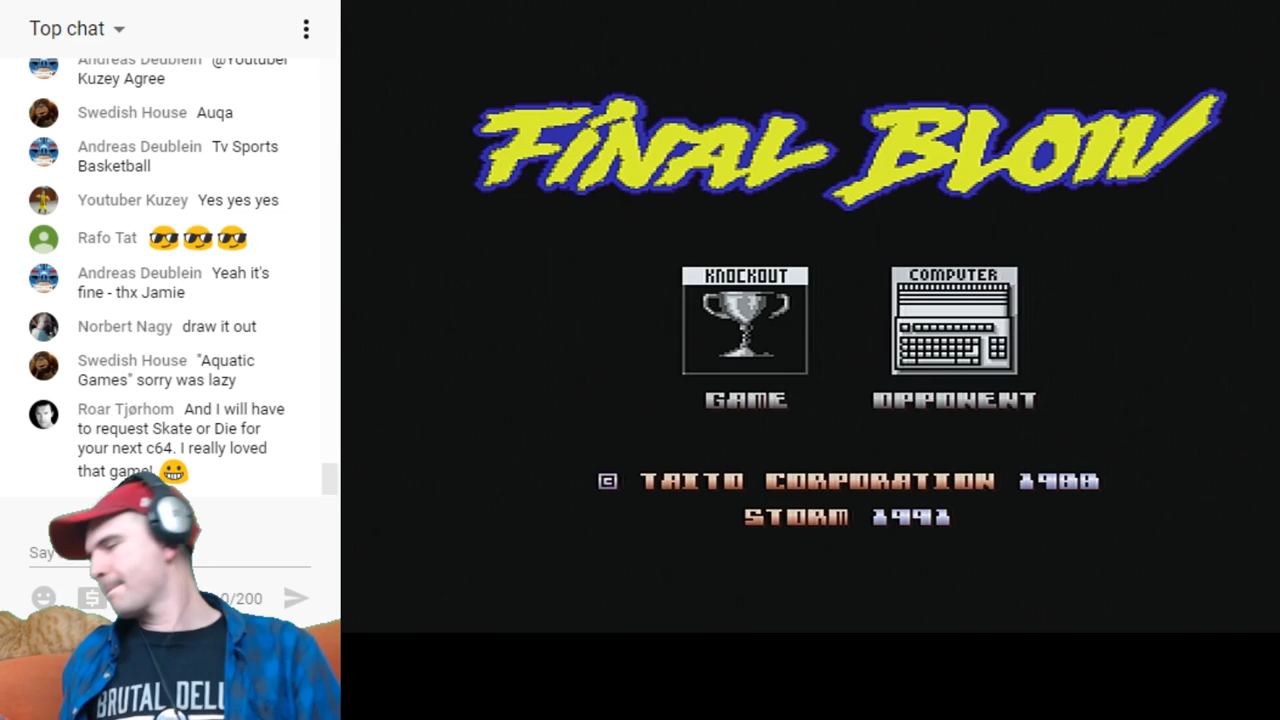 Top chat
Andreas Deublein @Youtuber
Kuzey Agree
Swedish House Auqa
Andreas Deublein Tv Sports
Basketball
Youtuber Kuzey Yes yes yes
Rafo Tat
Andreas Deublein Yeah it's
fine - thx Jamie
Norbert Nagy draw it out
Swedish House "Aquatic
Games" sorry was lazy
Roar Tjørhom And I will have
to request Skate or Die for
your next c64. I really loved
that game!
Say
0/200
BRUTAL DELU
FINAL BLOW
KNOCKOUT
COMPUTER
GAME
OPPONENT
© TAITO CORPORATION 1988
STORM 1991